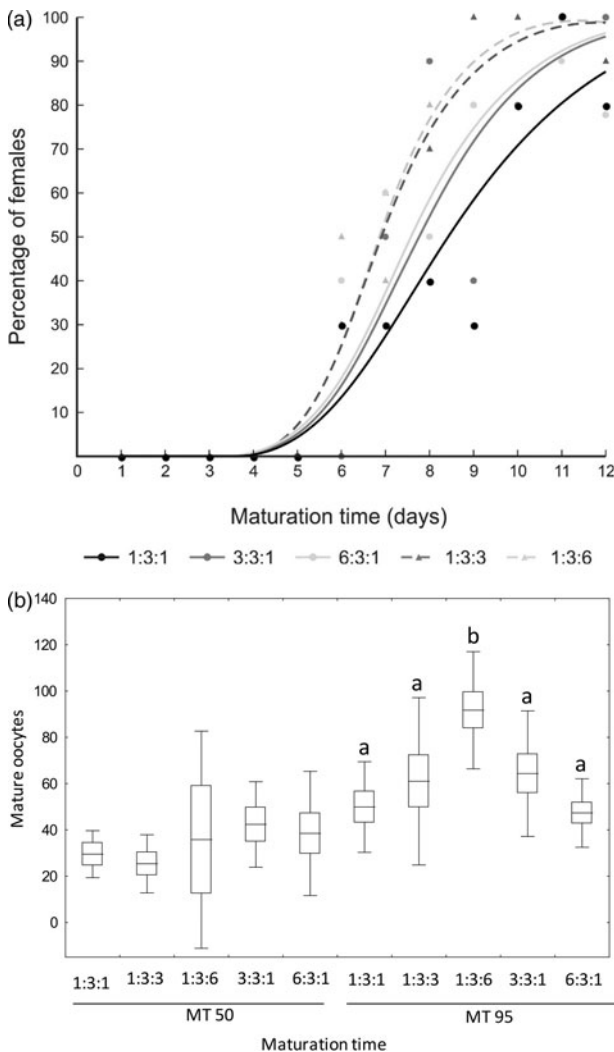 (a)
100
90
80
70
60
50
40
30
20
10
Percentage of females
0 1 2 3 4 5 6 7 8 9 10 11 12
Maturation time (days)
1:3:1 3:3:1 6:3:1 1:3:3 1:3:6
(b)
140
120
100
80
60
40
20
0
Mature oocytes
a a b a a
1:3:1 1:3:3 1:3:6 3:3:1 6:3:1 1:3:1 1:3:3 1:3:6 3:3:1 6:3:1
MT 50 MT 95
Maturation time